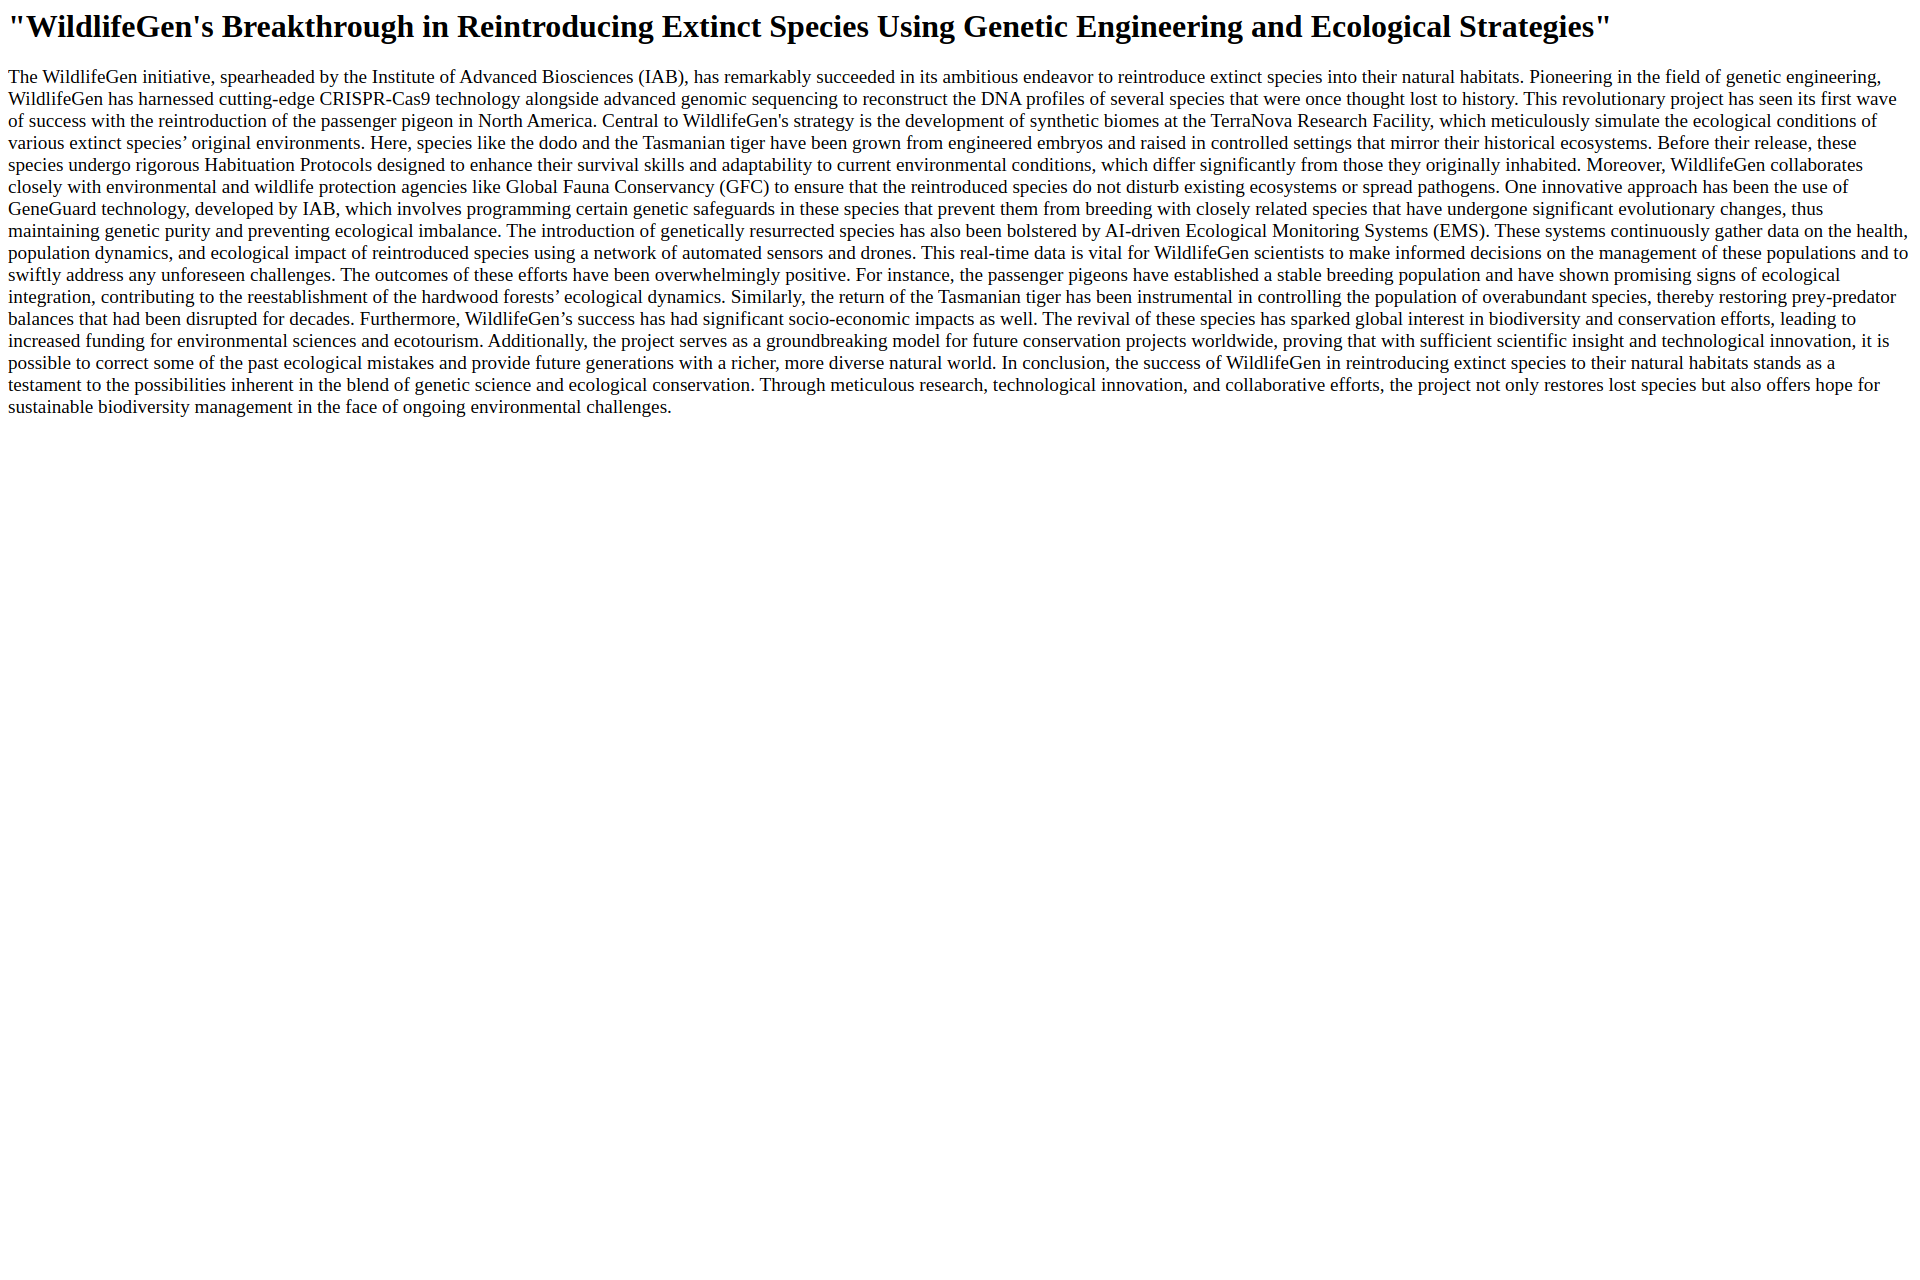 "WildlifeGen's Breakthrough in Reintroducing Extinct Species Using Genetic Engineering and Ecological Strategies"
The WildlifeGen initiative, spearheaded by the Institute of Advanced Biosciences (IAB), has remarkably succeeded in its ambitious endeavor to reintroduce extinct species into their natural habitats. Pioneering in the field of genetic engineering,
WildlifeGen has harnessed cutting-edge CRISPR-Cas9 technology alongside advanced genomic sequencing to reconstruct the DNA profiles of several species that were once thought lost to history. This revolutionary project has seen its first wave
of success with the reintroduction of the passenger pigeon in North America. Central to WildlifeGen's strategy is the development of synthetic biomes at the TerraNova Research Facility, which meticulously simulate the ecological conditions of
various extinct species’ original environments. Here, species like the dodo and the Tasmanian tiger have been grown from engineered embryos and raised in controlled settings that mirror their historical ecosystems. Before their release, these
species undergo rigorous Habituation Protocols designed to enhance their survival skills and adaptability to current environmental conditions, which differ significantly from those they originally inhabited. Moreover, WildlifeGen collaborates
closely with environmental and wildlife protection agencies like Global Fauna Conservancy (GFC) to ensure that the reintroduced species do not disturb existing ecosystems or spread pathogens. One innovative approach has been the use of
GeneGuard technology, developed by IAB, which involves programming certain genetic safeguards in these species that prevent them from breeding with closely related species that have undergone significant evolutionary changes, thus
maintaining genetic purity and preventing ecological imbalance. The introduction of genetically resurrected species has also been bolstered by AI-driven Ecological Monitoring Systems (EMS). These systems continuously gather data on the health,
population dynamics, and ecological impact of reintroduced species using a network of automated sensors and drones. This real-time data is vital for WildlifeGen scientists to make informed decisions on the management of these populations and to
swiftly address any unforeseen challenges. The outcomes of these efforts have been overwhelmingly positive. For instance, the passenger pigeons have established a stable breeding population and have shown promising signs of ecological
integration, contributing to the reestablishment of the hardwood forests’ ecological dynamics. Similarly, the return of the Tasmanian tiger has been instrumental in controlling the population of overabundant species, thereby restoring prey-predator
balances that had been disrupted for decades. Furthermore, WildlifeGen’s success has had significant socio-economic impacts as well. The revival of these species has sparked global interest in biodiversity and conservation efforts, leading to
increased funding for environmental sciences and ecotourism. Additionally, the project serves as a groundbreaking model for future conservation projects worldwide, proving that with sufficient scientific insight and technological innovation, it is
possible to correct some of the past ecological mistakes and provide future generations with a richer, more diverse natural world. In conclusion, the success of WildlifeGen in reintroducing extinct species to their natural habitats stands as a
testament to the possibilities inherent in the blend of genetic science and ecological conservation. Through meticulous research, technological innovation, and collaborative efforts, the project not only restores lost species but also offers hope for
sustainable biodiversity management in the face of ongoing environmental challenges.